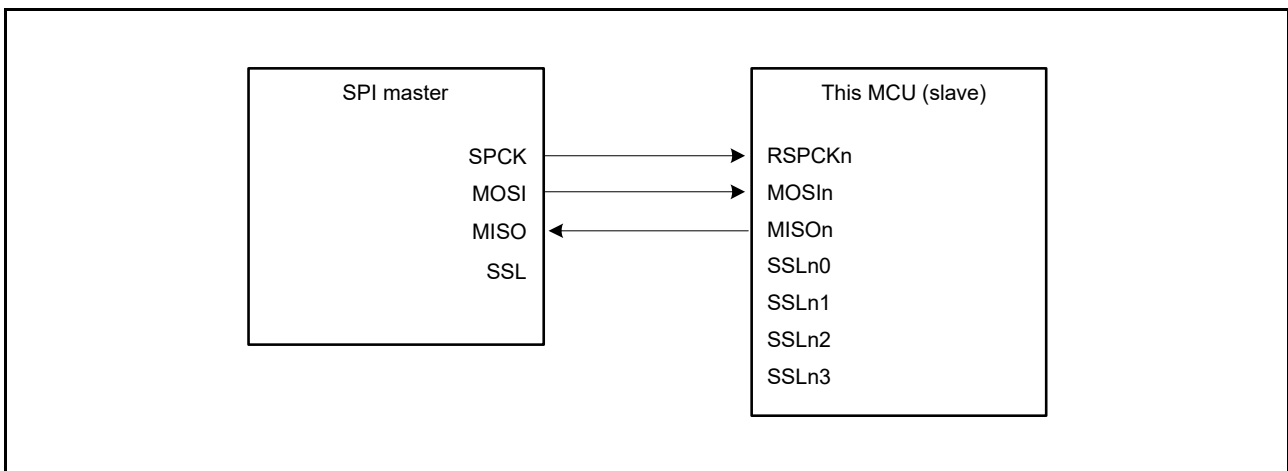 SPI master
SPCK
MOSI
MISO
SSL
This MCU (slave)
RSPCKn
MOSIn
MISOn
SSLn0
SSLn1
SSLn2
SSLn3